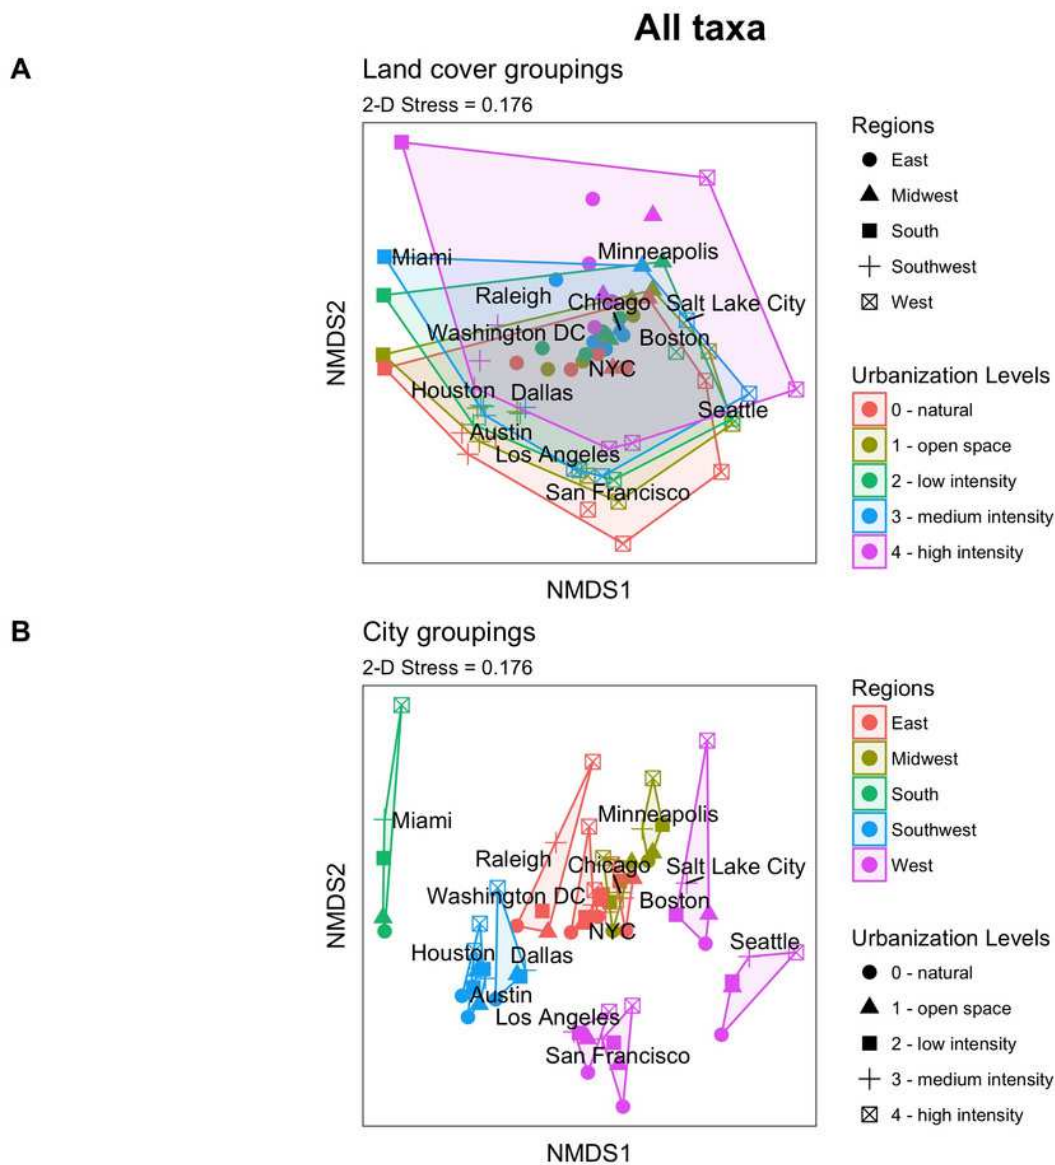 All taxa
A
Land cover groupings
2-D Stress = 0.176
Miami
Minneapolis
Raleigh
Chicago
Salt Lake City
Washington DC
Boston
NYC
Houston
Dallas
Seattle
Austin
Los Angeles
San Francisco
NMDS2
NMDS1
Regions
East
Midwest
South
Southwest
West
Urbanization Levels
0 - natural
1 - open space
2 - low intensity
3 - medium intensity
4 - high intensity
B
City groupings
2-D Stress = 0.176
Miami
Minneapolis
Raleigh
Chicago
Salt Lake City
Washington DC
Boston
NYC
Seattle
Houston
Dallas
Austin
Los Angeles
San Francisco
NMDS2
NMDS1
Regions
East
Midwest
South
Southwest
West
Urbanization Levels
0 - natural
1 - open space
2 - low intensity
3 - medium intensity
4 - high intensity